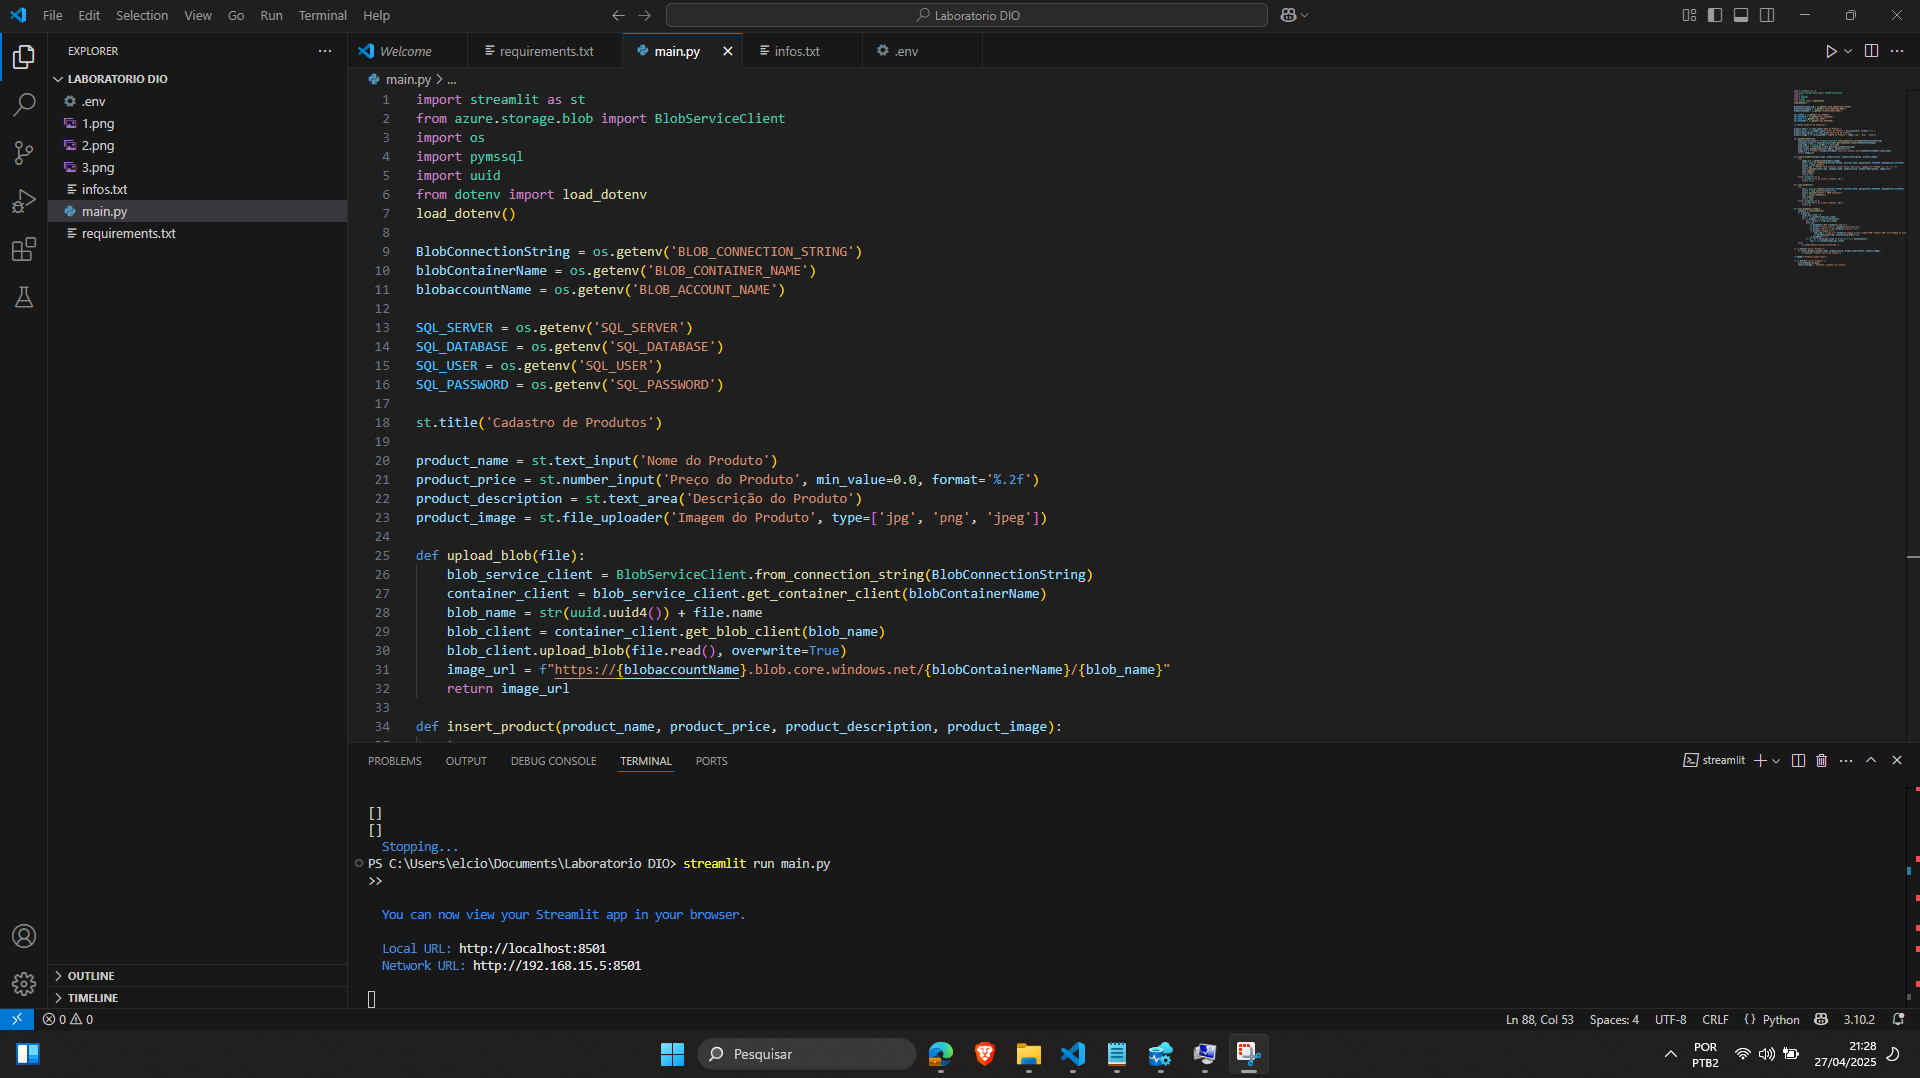 File Edit Selection View Go Run Terminal Help
Laboratorio DIO
EXPLORER
LABORATORIO DIO
.env
1.png
2.png
3.png
infos.txt
main.py
requirements.txt
OUTLINE
TIMELINE
Welcome requirements.txt main.py infos.txt .env
main.py > ...
1 import streamlit as st
2 from azure.storage.blob import BlobServiceClient
3 import os
4 import pymssql
5 import uuid
6 from dotenv import load_dotenv
7 load_dotenv()
8
9 BlobConnectionString = os.getenv('BLOB_CONNECTION_STRING')
10 blobContainerName = os.getenv('BLOB_CONTAINER_NAME')
11 blobaccountName = os.getenv('BLOB_ACCOUNT_NAME')
12
13 SQL_SERVER = os.getenv('SQL_SERVER')
14 SQL_DATABASE = os.getenv('SQL_DATABASE')
15 SQL_USER = os.getenv('SQL_USER')
16 SQL_PASSWORD = os.getenv('SQL_PASSWORD')
17
18 st.title('Cadastro de Produtos')
19
20 product_name = st.text_input('Nome do Produto')
21 product_price = st.number_input('Preço do Produto', min_value=0.0, format='%.2f')
22 product_description = st.text_area('Descrição do Produto')
23 product_image = st.file_uploader('Imagem do Produto', type=['jpg', 'png', 'jpeg'])
24
25 def upload_blob(file):
26 blob_service_client = BlobServiceClient.from_connection_string(BlobConnectionString)
27 container_client = blob_service_client.get_container_client(blobContainerName)
28 blob_name = str(uuid.uuid4()) + file.name
29 blob_client = container_client.get_blob_client(blob_name)
30 blob_client.upload_blob(file.read(), overwrite=True)
31 image_url = f"https://{blobaccountName}.blob.core.windows.net/{blobContainerName}/{blob_name}"
32 return image_url
33
34 def insert_product(product_name, product_price, product_description, product_image):
PROBLEMS OUTPUT DEBUG CONSOLE TERMINAL PORTS
streamlit
[]
[]
Stopping...
PS C:\Users\elcio\Documents\Laboratorio DIO> streamlit run main.py
>>
You can now view your Streamlit app in your browser.
Local URL: http://localhost:8501
Network URL: http://192.168.15.5:8501
0 0
Ln 88, Col 53 Spaces: 4 UTF-8 CRLF {} Python 3.10.2
Pesquisar
POR
PTB2
21:28
27/04/2025